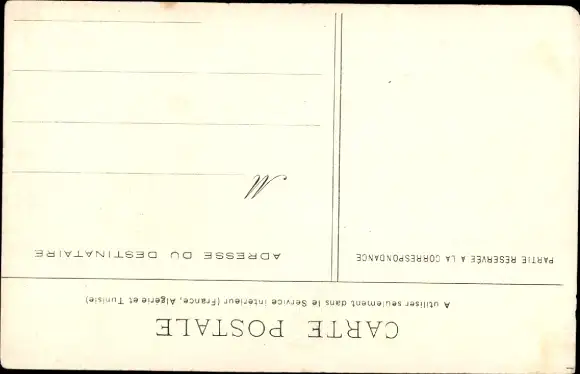 CARTE POSTALE
A utiliser seulement dans le Service intérieur (France, Algérie et Tunisie)
PARTIE RÉSERVÉE A LA CORRESPONDANCE
ADRESSE DU DESTINATAIRE
M